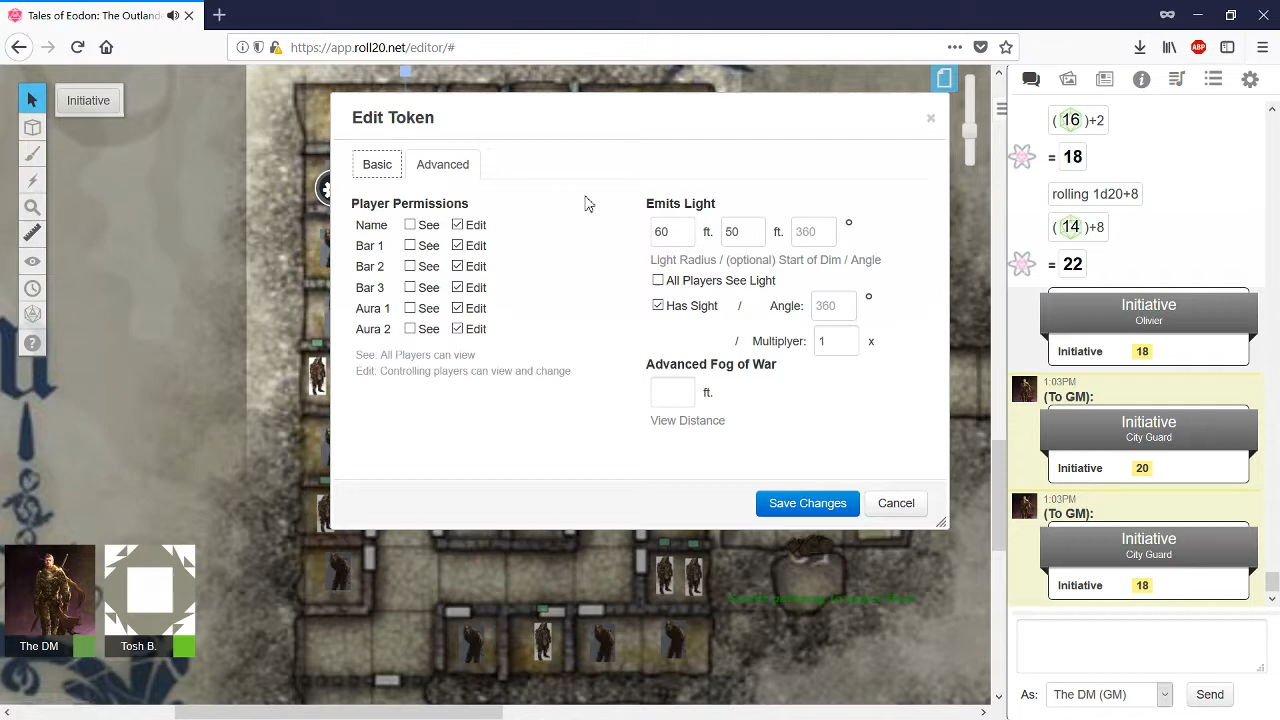 Tales of Eodon: The Outland
https://app.roll20.net/editor/#
ABP
Initiative
Edit Token
Basic
Advanced
Player Permissions
Name See Edit
Bar 1 See Edit
Bar 2 See Edit
Bar 3 See Edit
Aura 1 See Edit
Aura 2 See Edit
See: All Players can view
Edit: Controlling players can view and change
Emits Light
60 ft. 50 ft. 360 °
Light Radius / (optional) Start of Dim / Angle
All Players See Light
Has Sight / Angle: 360 °
/ Multiplyer: 1 x
Advanced Fog of War
ft.
View Distance
Save Changes
Cancel
The DM
Tosh B.
(16)+2
= 18
rolling 1d20+8
(14)+8
= 22
Initiative
Olivier
Initiative 18
1:03PM
(To GM):
Initiative
City Guard
Initiative 20
1:03PM
(To GM):
Initiative
City Guard
Initiative 18
As: The DM (GM)
Send